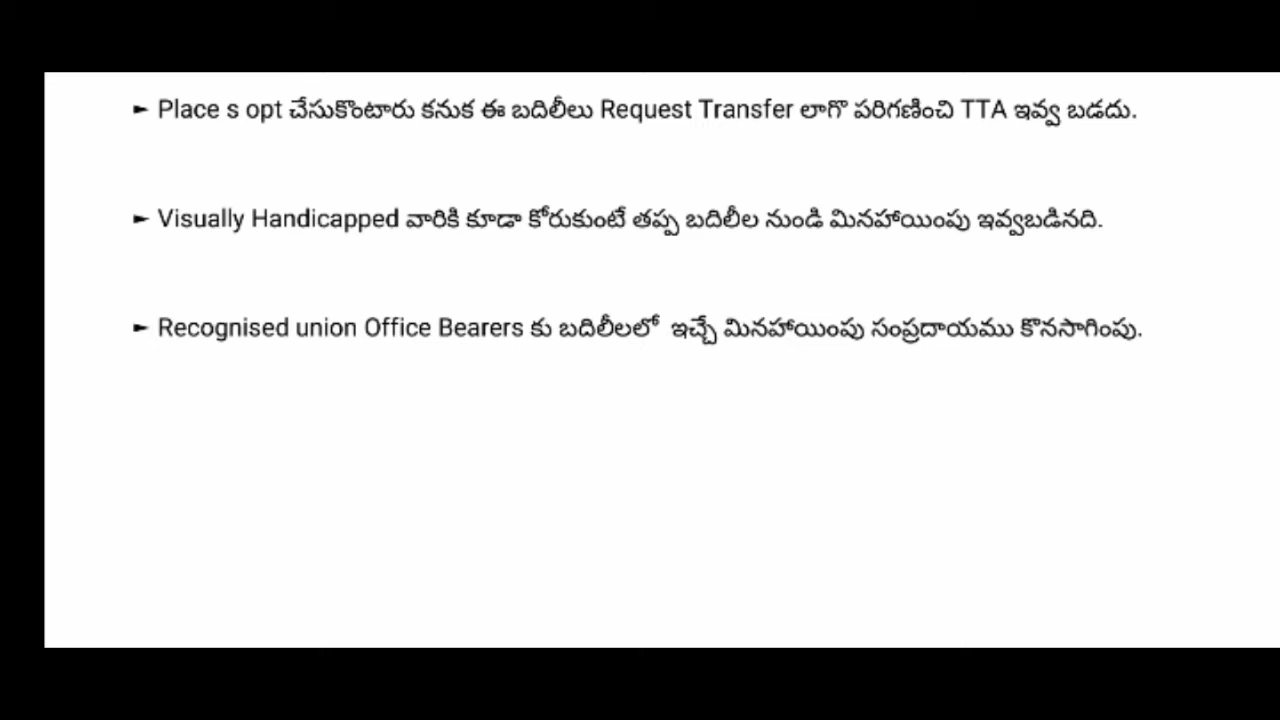 ► Place s opt చేసుకొంటారు కనుక ఈ బదిలీలు Request Transfer లాగొ పరిగణించి TTA ఇవ్వ బడదు.
► Visually Handicapped వారికి కూడా కోరుకుంటే తప్ప బదిలీల నుండి మినహాయింపు ఇవ్వబడినది.
► Recognised union Office Bearers కు బదిలీలలో ఇచ్చే మినహాయింపు సంప్రదాయము కొనసాగింపు.